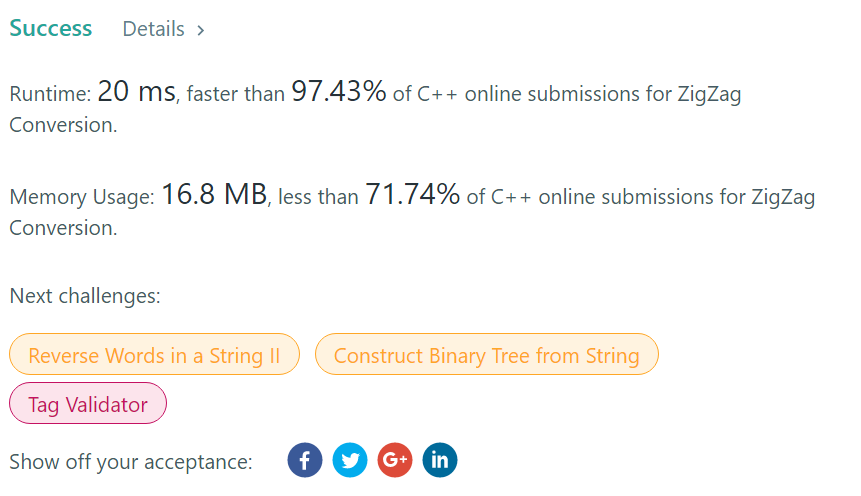 Success Details >
Runtime: 20 ms, faster than 97.43% of C++ online submissions for ZigZag
Conversion.
Memory Usage: 16.8 MB, less than 71.74% of C++ online submissions for ZigZag
Conversion.
Next challenges:
Reverse Words in a String II Construct Binary Tree from String
Tag Validator
Show off your acceptance: f G+ in